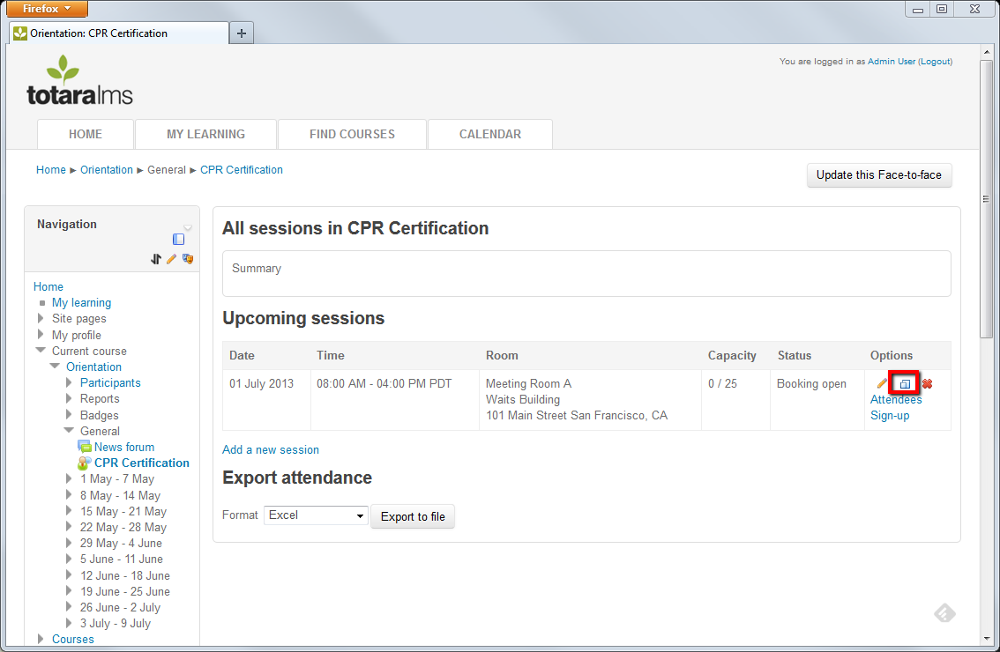 Firefox
Orientation: CPR Certification
You are logged in as Admin User (Logout)
totaralms
HOME
MY LEARNING
FIND COURSES
CALENDAR
Home ► Orientation ► General ► CPR Certification
Update this Face-to-face
Navigation
Home
My learning
Site pages
My profile
Current course
Orientation
Participants
Reports
Badges
General
News forum
CPR Certification
1 May - 7 May
8 May - 14 May
15 May - 21 May
22 May - 28 May
29 May - 4 June
5 June - 11 June
12 June - 18 June
19 June - 25 June
26 June - 2 July
3 July - 9 July
Courses
All sessions in CPR Certification
Summary
Upcoming sessions
Date Time Room Capacity Status Options
01 July 2013 08:00 AM - 04:00 PM PDT Meeting Room A 0 / 25 Booking open
Waits Building Attendees
101 Main Street San Francisco, CA Sign-up
Add a new session
Export attendance
Format Excel Export to file